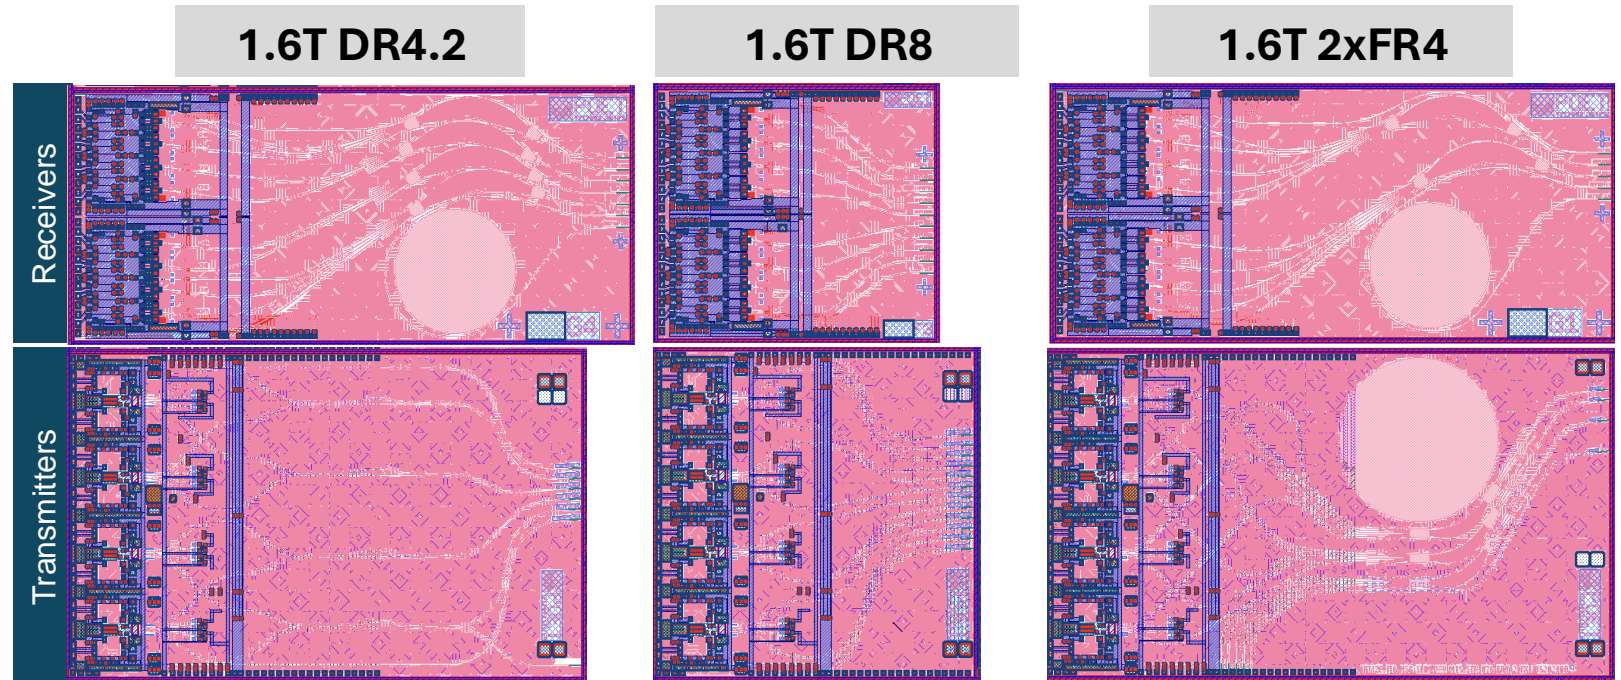 1.6T DR4.2
1.6T DR8
1.6T 2xFR4
Receivers
Transmitters